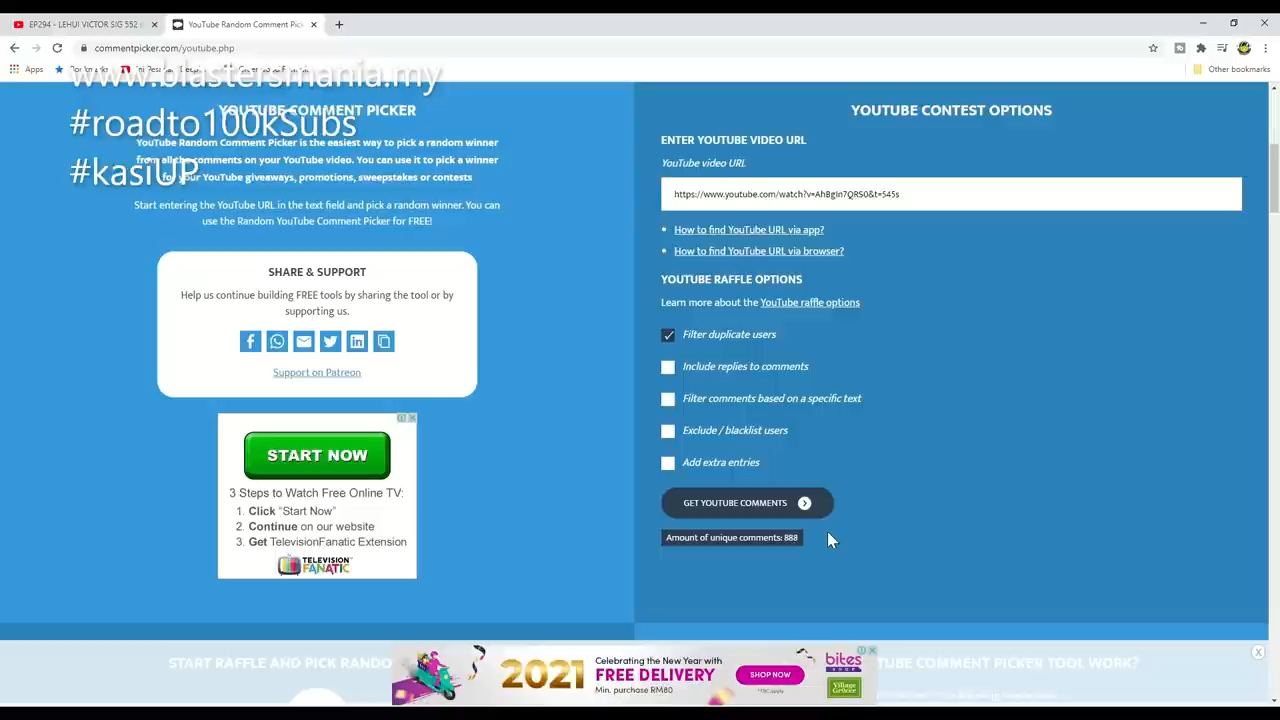 EP294 - LEHUI VICTOR SIG 552
YouTube Random Comment Pic
commentpicker.com/youtube.php
Apps
Other bookmarks
www.blastersmania.my
#roadto100kSubs
#kasiUP
YOUTUBE COMMENT PICKER
YouTube Random Comment Picker is the easiest way to pick a random winner
from all the comments on your YouTube video. You can use it to pick a winner
for your YouTube giveaways, promotions, sweepstakes or contests
Start entering the YouTube URL in the text field and pick a random winner. You can
use the Random YouTube Comment Picker for FREE!
SHARE & SUPPORT
Help us continue building FREE tools by sharing the tool or by
supporting us.
Support on Patreon
START NOW
3 Steps to Watch Free Online TV:
1. Click "Start Now"
2. Continue on our website
3. Get TelevisionFanatic Extension
TELEVISION
FANATIC
YOUTUBE CONTEST OPTIONS
ENTER YOUTUBE VIDEO URL
YouTube video URL
https://www.youtube.com/watch?v=AhBgIn7QRS0&t=545s
How to find YouTube URL via app?
How to find YouTube URL via browser?
YOUTUBE RAFFLE OPTIONS
Learn more about the YouTube raffle options
Filter duplicate users
Include replies to comments
Filter comments based on a specific text
Exclude / blacklist users
Add extra entries
GET YOUTUBE COMMENTS
Amount of unique comments: 888
START RAFFLE AND PICK RANDO
UTUBE COMMENT PICKER TOOL WORK?
2021
Celebrating the New Year with
FREE DELIVERY
Min. purchase RM80
SHOP NOW
bites
SHOP
Village
Grocer